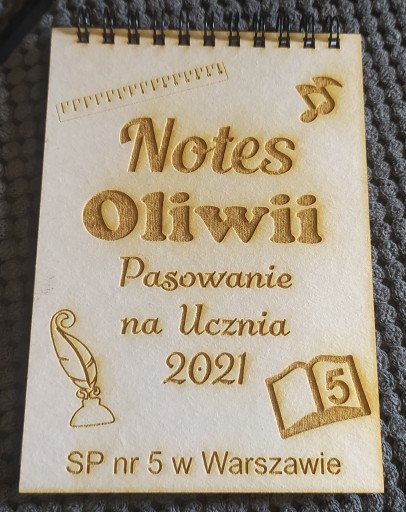 Notes
Oliwii
Pasowanie
na Ucznia
2021
5
SP nr 5 w Warszawie